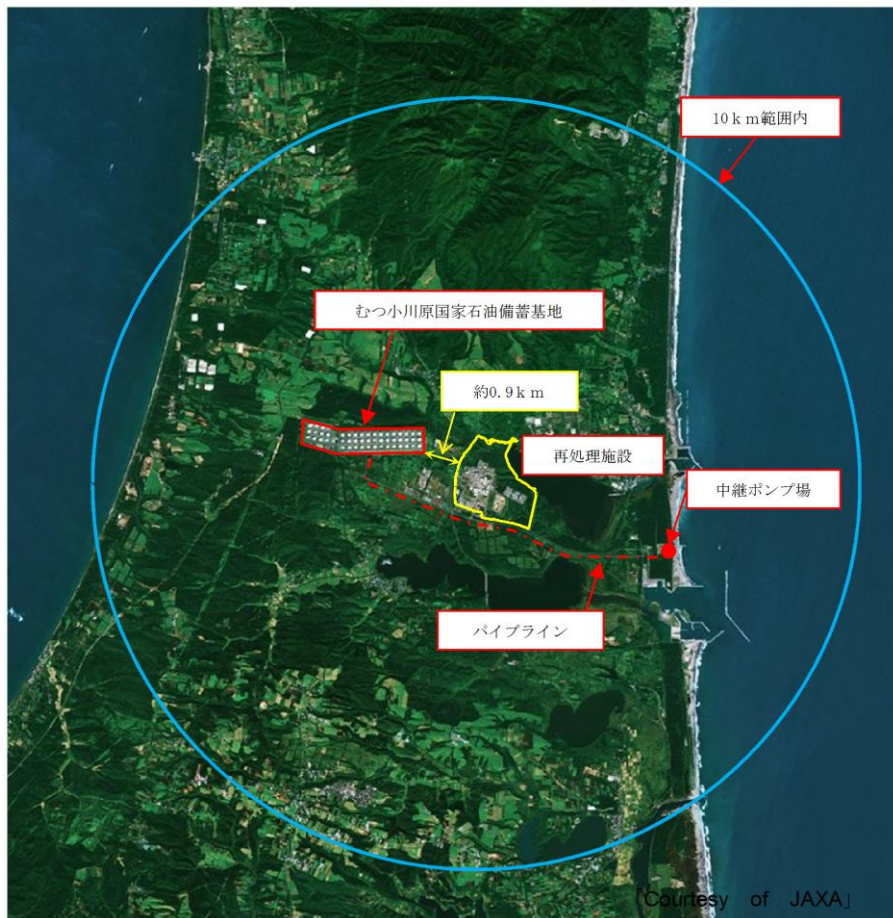 10ｋｍ範囲内
むつ小川原国家石油備蓄基地
約0.9ｋｍ
再処理施設
中継ポンプ場
パイプライン
「Courtesy of JAXA」